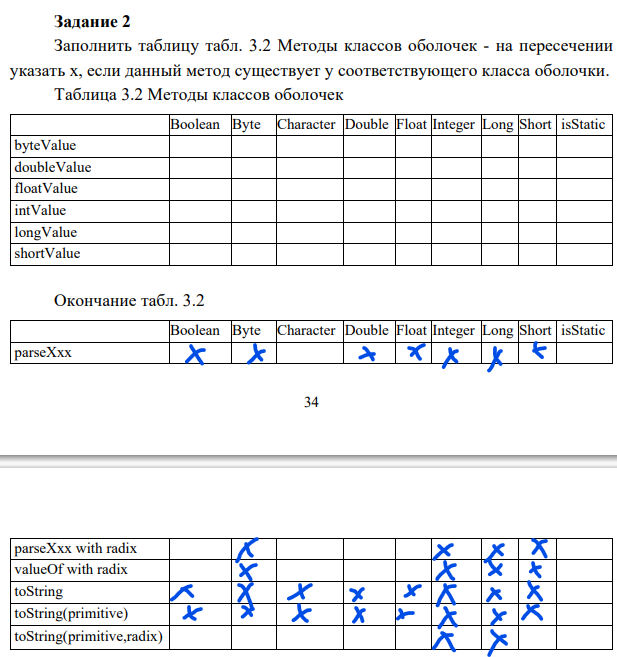 Задание 2
Заполнить таблицу табл. 3.2 Методы классов оболочек - на пересечении
указать x, если данный метод существует у соответствующего класса оболочки.
Таблица 3.2 Методы классов оболочек
Boolean Byte Character Double Float Integer Long Short isStatic
byteValue
doubleValue
floatValue
intValue
longValue
shortValue
Окончание табл. 3.2
Boolean Byte Character Double Float Integer Long Short isStatic
parseXxx x x x x x x x
34
parseXxx with radix x x x x
valueOf with radix x x x x
toString x x x x x x x x
toString(primitive) x x x x x x x x
toString(primitive,radix) x x